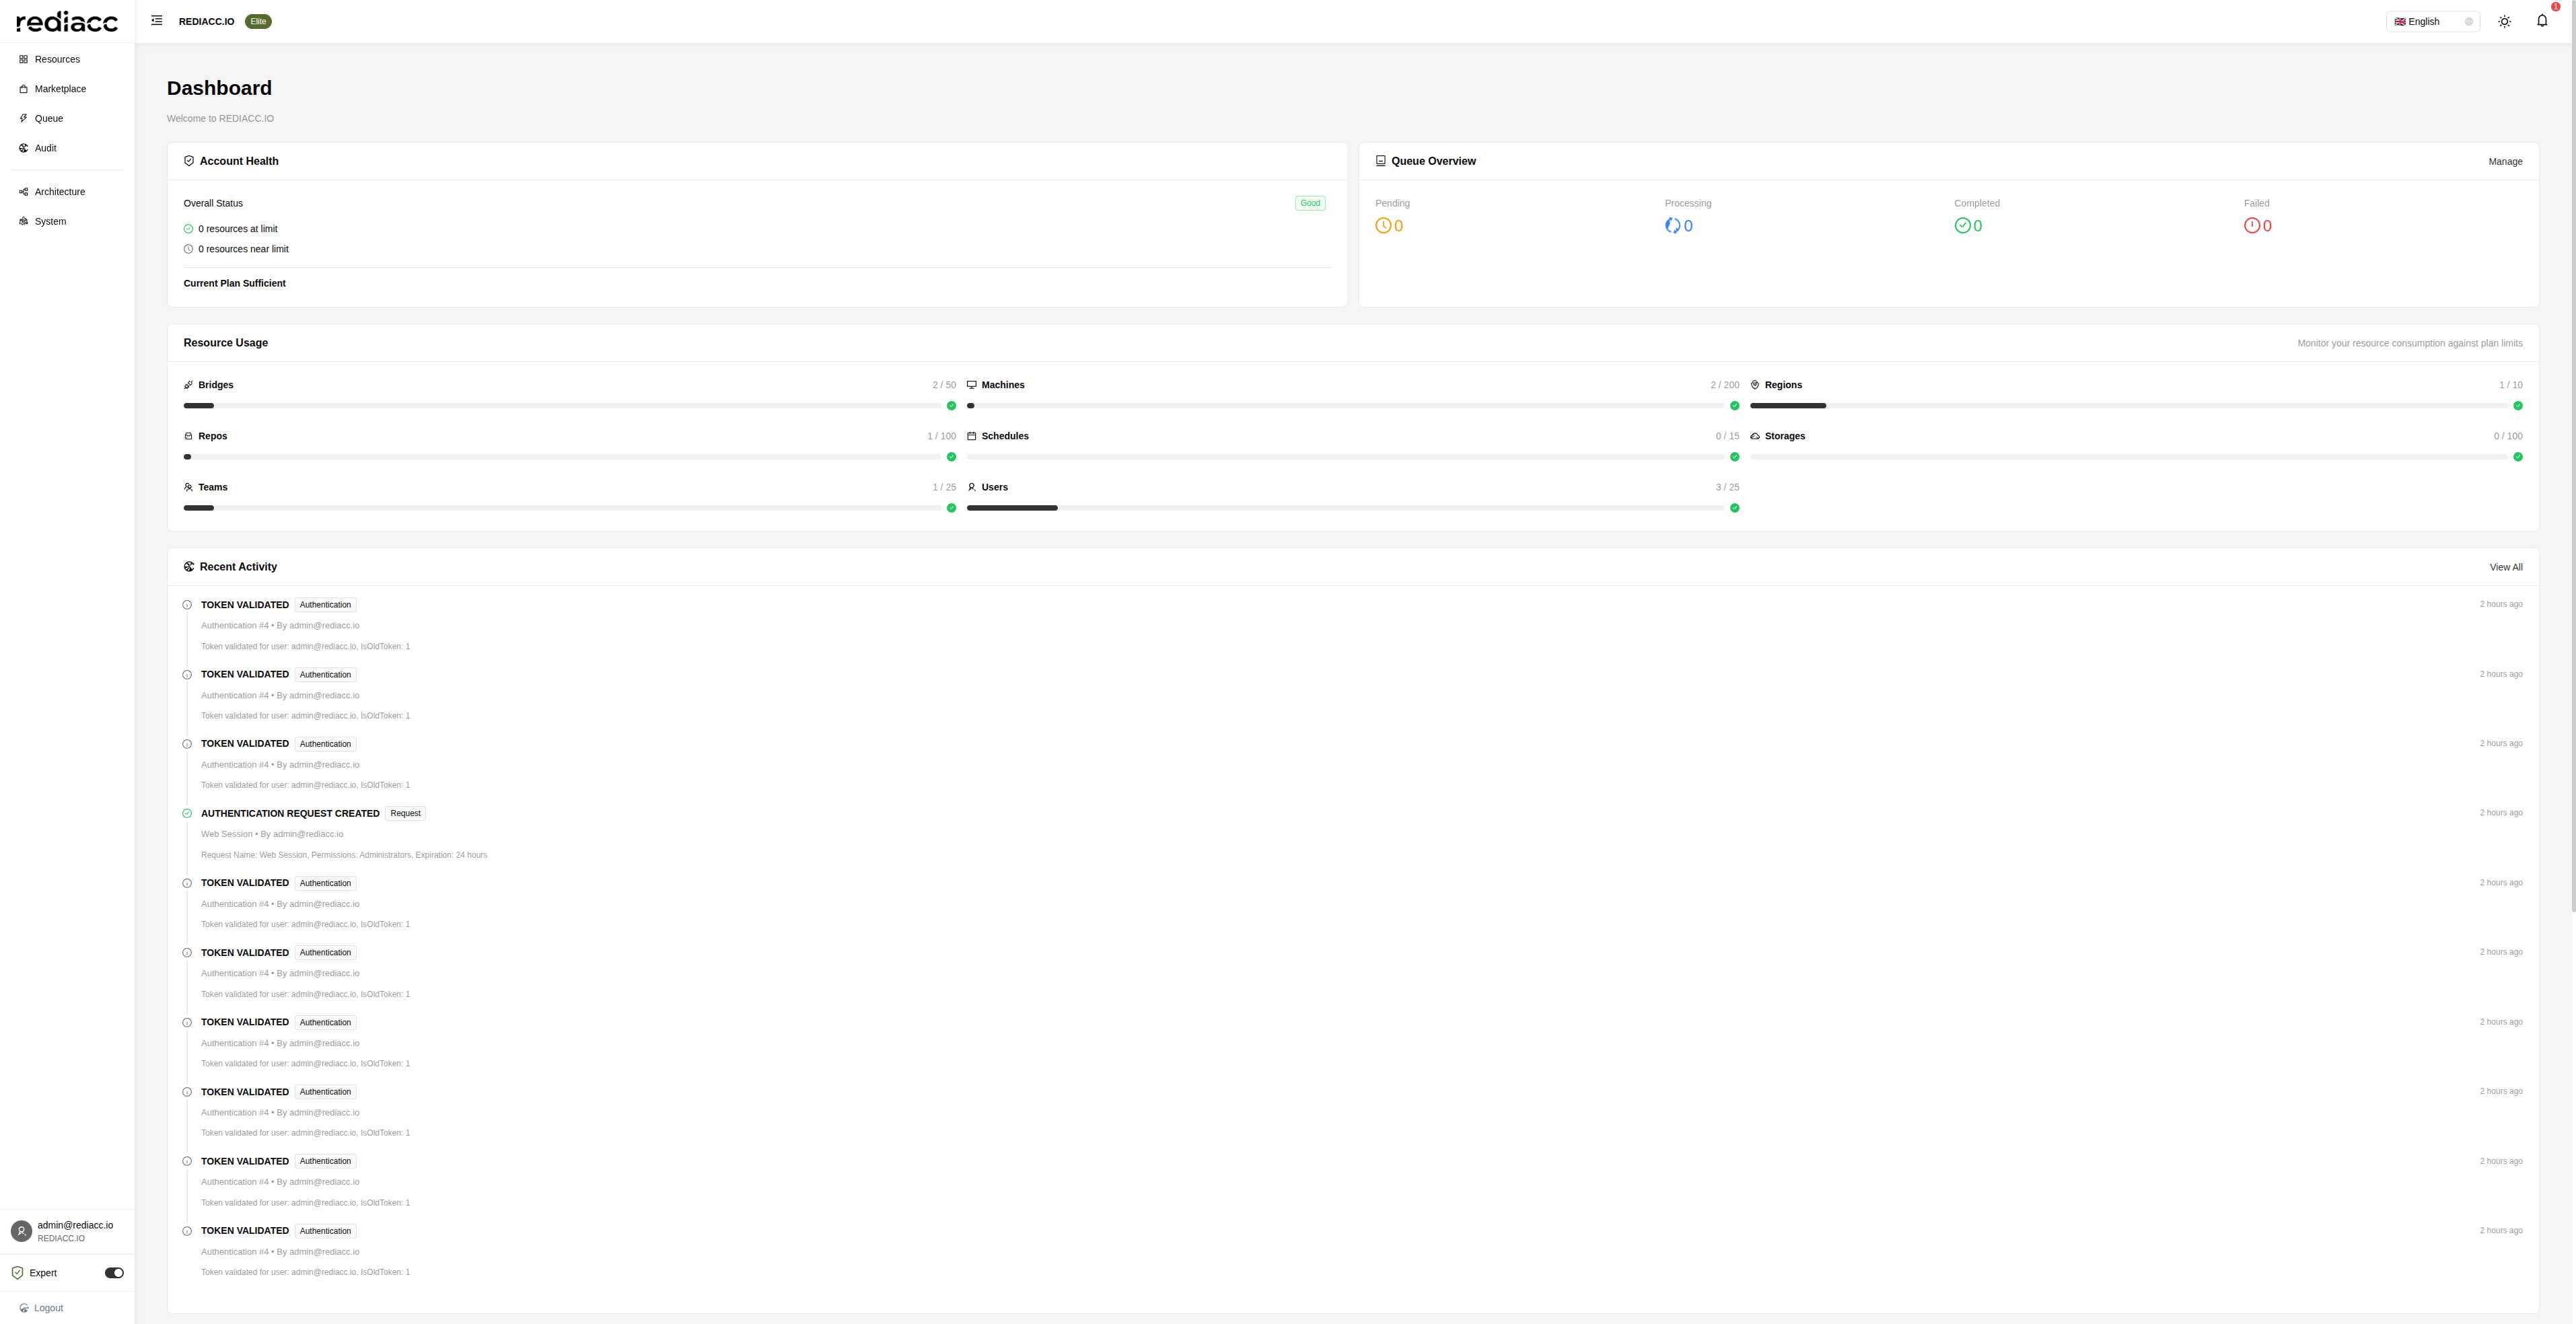 rediacc
REDIACC.IO Elite
English
1
Resources
Marketplace
Queue
Audit
Architecture
System
Dashboard
Welcome to REDIACC.IO
Account Health
Overall Status Good
0 resources at limit
0 resources near limit
Current Plan Sufficient
Queue Overview Manage
Pending Processing Completed Failed
0 0 0 0
Resource Usage Monitor your resource consumption against plan limits
Bridges 2 / 50 Machines 2 / 200 Regions 1 / 10
Repos 1 / 100 Schedules 0 / 15 Storages 0 / 100
Teams 1 / 25 Users 3 / 25
Recent Activity View All
TOKEN VALIDATED Authentication 2 hours ago
Authentication #4 • By admin@rediacc.io
Token validated for user: admin@rediacc.io, IsOldToken: 1
TOKEN VALIDATED Authentication 2 hours ago
Authentication #4 • By admin@rediacc.io
Token validated for user: admin@rediacc.io, IsOldToken: 1
TOKEN VALIDATED Authentication 2 hours ago
Authentication #4 • By admin@rediacc.io
Token validated for user: admin@rediacc.io, IsOldToken: 1
AUTHENTICATION REQUEST CREATED Request 2 hours ago
Web Session • By admin@rediacc.io
Request Name: Web Session, Permissions: Administrators, Expiration: 24 hours
TOKEN VALIDATED Authentication 2 hours ago
Authentication #4 • By admin@rediacc.io
Token validated for user: admin@rediacc.io, IsOldToken: 1
TOKEN VALIDATED Authentication 2 hours ago
Authentication #4 • By admin@rediacc.io
Token validated for user: admin@rediacc.io, IsOldToken: 1
TOKEN VALIDATED Authentication 2 hours ago
Authentication #4 • By admin@rediacc.io
Token validated for user: admin@rediacc.io, IsOldToken: 1
TOKEN VALIDATED Authentication 2 hours ago
Authentication #4 • By admin@rediacc.io
Token validated for user: admin@rediacc.io, IsOldToken: 1
TOKEN VALIDATED Authentication 2 hours ago
Authentication #4 • By admin@rediacc.io
Token validated for user: admin@rediacc.io, IsOldToken: 1
TOKEN VALIDATED Authentication 2 hours ago
Authentication #4 • By admin@rediacc.io
Token validated for user: admin@rediacc.io, IsOldToken: 1
admin@rediacc.io
REDIACC.IO
Expert
Logout